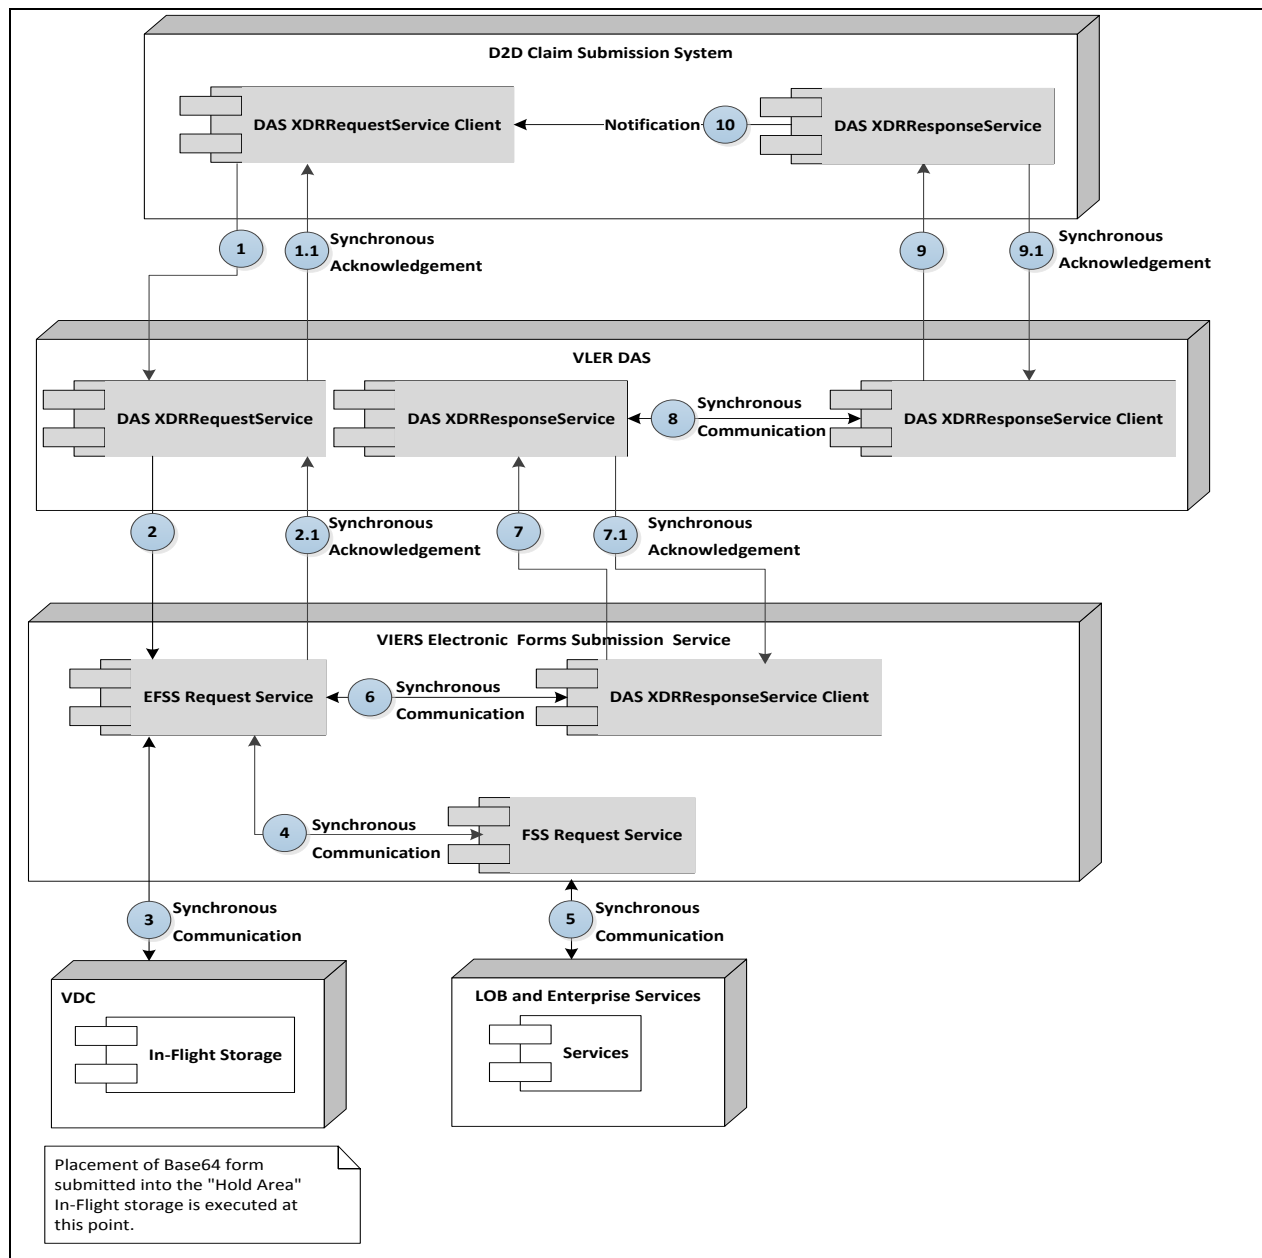 D2D Claim Submission System
DAS XDRRequestService Client
Notification
10
DAS XDRResponseService
1
1.1
Synchronous
Acknowledgement
9
9.1
Synchronous
Acknowledgement
VLER DAS
DAS XDRRequestService
DAS XDRResponseService
8
Synchronous
Communication
DAS XDRResponseService Client
2
2.1
Synchronous
Acknowledgement
7
7.1
Synchronous
Acknowledgement
VIERS Electronic Forms Submission Service
EFSS Request Service
6
Synchronous
Communication
DAS XDRResponseService Client
4
Synchronous
Communication
FSS Request Service
3
Synchronous
Communication
5
Synchronous
Communication
VDC
In-Flight Storage
LOB and Enterprise Services
Services
Placement of Base64 form
submitted into the "Hold Area"
In-Flight storage is executed at
this point.